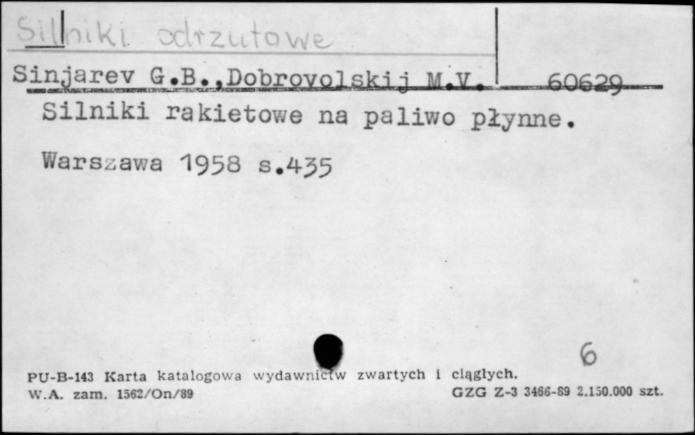 Silniki odrzutowe
Sinjarev G.B.,Dobrovolskij M.V. 60629
Silniki rakietowe na paliwo płynne.
Warszawa 1958 s.435
6
PU-B-143 Karta katalogowa wydawnictw zwartych i ciągłych.
W.A. zam. 1562/On/89 GZG Z-3 3466-89 2.150.000 szt.